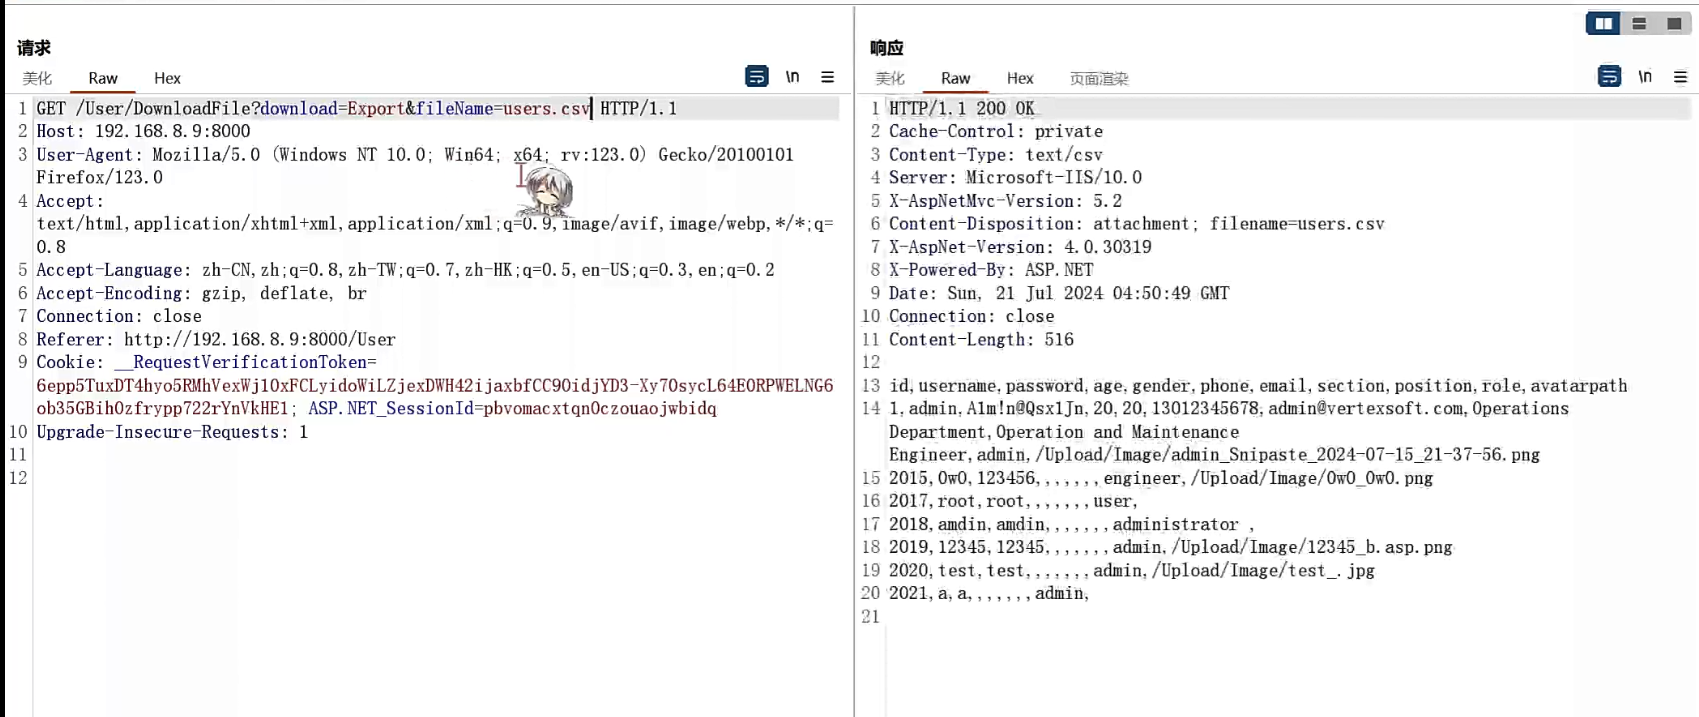 请求
美化 Raw Hex \n
1 GET /User/DownloadFile?download=Export&fileName=users.csv HTTP/1.1
2 Host: 192.168.8.9:8000
3 User-Agent: Mozilla/5.0 (Windows NT 10.0; Win64; x64; rv:123.0) Gecko/20100101
Firefox/123.0
4 Accept:
text/html,application/xhtml+xml,application/xml;q=0.9,image/avif,image/webp,*/*;q=
0.8
5 Accept-Language: zh-CN,zh;q=0.8,zh-TW;q=0.7,zh-HK;q=0.5,en-US;q=0.3,en;q=0.2
6 Accept-Encoding: gzip, deflate, br
7 Connection: close
8 Referer: http://192.168.8.9:8000/User
9 Cookie: __RequestVerificationToken=
6epp5TuxDT4hyo5RMhVexWj10xFCLyidoWiLZjexDWH42ijaxbfCC90idjYD3-Xy70sycL64E0RPWELNG6
ob35GBihOzfrypp722rYnVkHE1; ASP.NET_SessionId=pbvomacxtqn0czouaojwbidq
10 Upgrade-Insecure-Requests: 1
11
12
响应
美化 Raw Hex 页面渲染 \n
1 HTTP/1.1 200 OK
2 Cache-Control: private
3 Content-Type: text/csv
4 Server: Microsoft-IIS/10.0
5 X-AspNetMvc-Version: 5.2
6 Content-Disposition: attachment; filename=users.csv
7 X-AspNet-Version: 4.0.30319
8 X-Powered-By: ASP.NET
9 Date: Sun, 21 Jul 2024 04:50:49 GMT
10 Connection: close
11 Content-Length: 516
12
13 id,username,password,age,gender,phone,email,section,position,role,avatarpath
14 1,admin,A1m!n@Qsx1Jn,20,20,13012345678,admin@vertexsoft.com,Operations
Department,Operation and Maintenance
Engineer,admin,/Upload/Image/admin_Snipaste_2024-07-15_21-37-56.png
15 2015,0w0,123456,,,,,,,engineer,/Upload/Image/0w0_0w0.png
16 2017,root,root,,,,,,,user,
17 2018,amdin,amdin,,,,,,,administrator ,
18 2019,12345,12345,,,,,,,admin,/Upload/Image/12345_b.asp.png
19 2020,test,test,,,,,,,admin,/Upload/Image/test_.jpg
20 2021,a,a,,,,,,,admin,
21